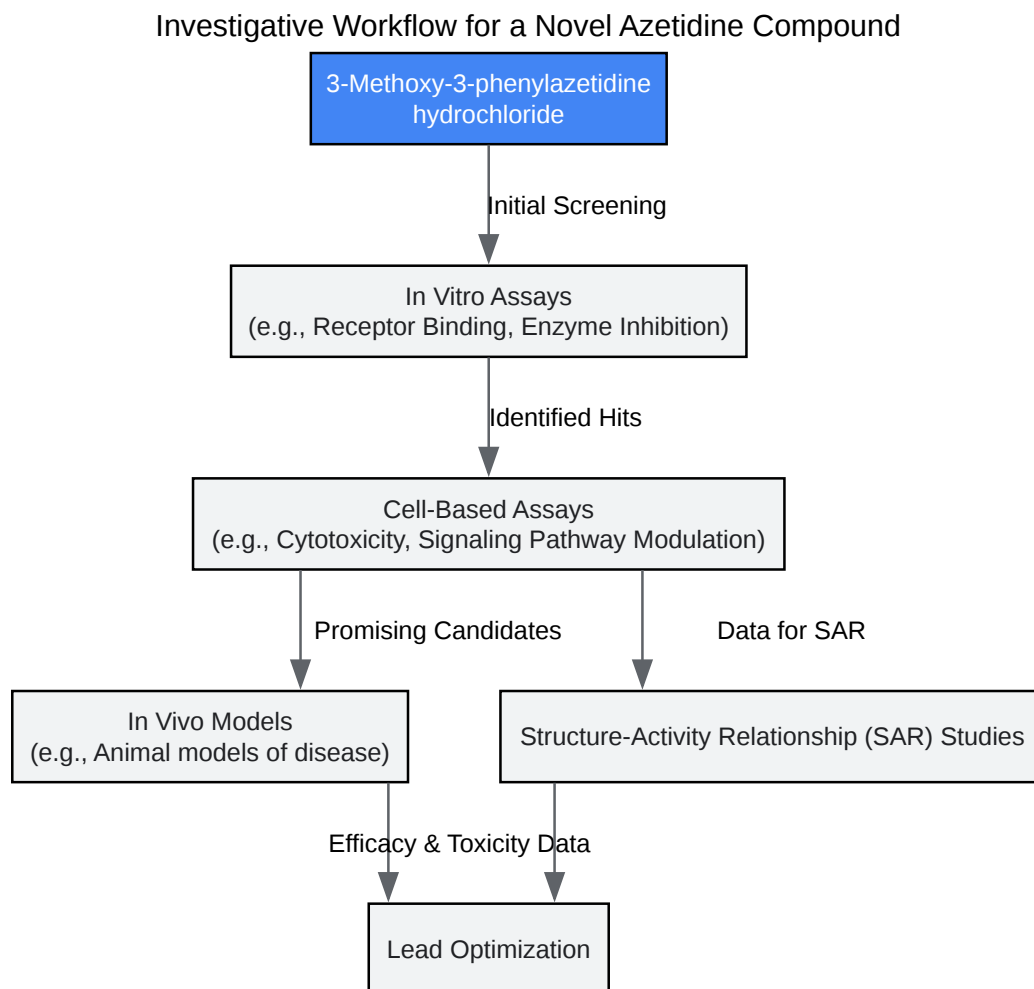 Investigative Workflow for a Novel Azetidine Compound
3-Methoxy-3-phenylazetidine
hydrochloride
Initial Screening
In Vitro Assays
(e.g., Receptor Binding, Enzyme Inhibition)
Identified Hits
Cell-Based Assays
(e.g., Cytotoxicity, Signaling Pathway Modulation)
Promising Candidates
Data for SAR
In Vivo Models
(e.g., Animal models of disease)
Structure-Activity Relationship (SAR) Studies
Efficacy & Toxicity Data
Lead Optimization